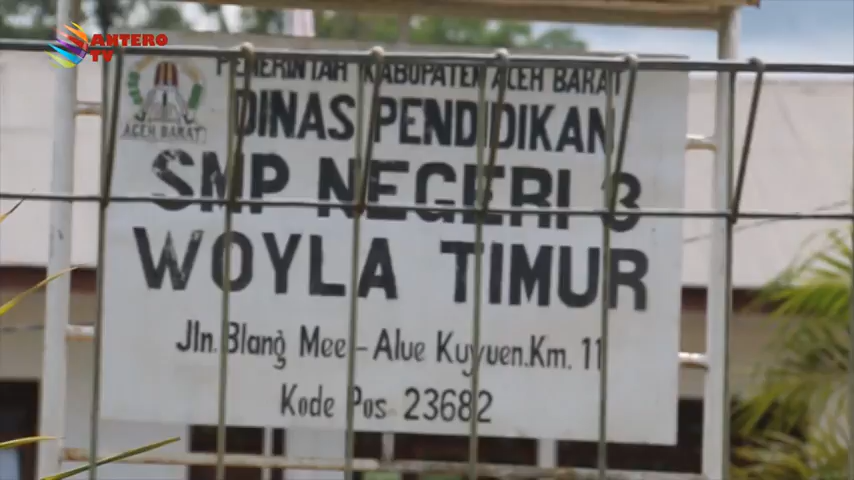 ANTERO
TV
PEMERINTAH KABUPATEN ACEH BARAT
ACEH BARAT
DINAS PENDIDIKAN
SMP NEGERI 3
WOYLA TIMUR
Jln. Blang Mee - Alue Kuyuen.Km. 11
Kode Pos 23682